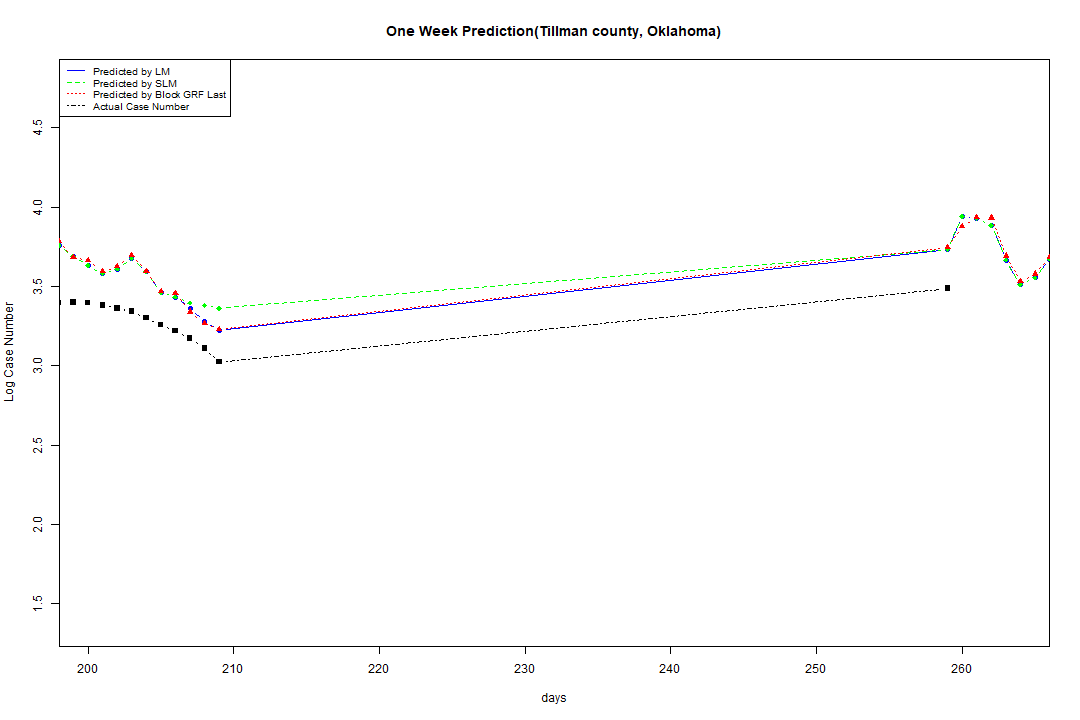 One Week Prediction(Tillman county, Oklahoma)
Predicted by LM
Predicted by SLM
Predicted by Block GRF Last
Actual Case Number
Log Case Number
4.5
4.0
3.5
3.0
2.5
2.0
1.5
200 210 220 230 240 250 260
days